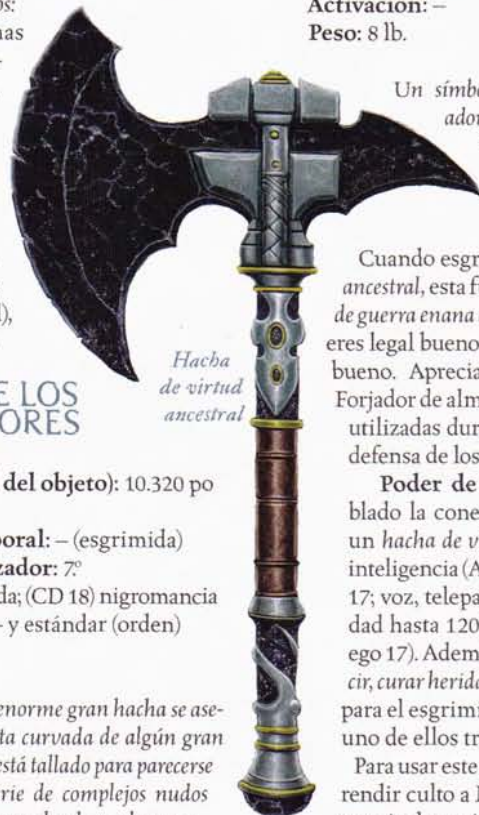 os:
nas
l),
E LOS
ORES
del objeto): 10.320 po
poral: – (esgrimida)
zador: 7.º
da; (CD 18) nigromancia
– y estándar (orden)
enorme gran hacha se ase-
ta curvada de algún gran
está tallado para parecerse
rie de complejos nudos
Hacha
de virtud
ancestral
Activación: –
Peso: 8 lb.
Un símb
ador
Cuando esgr
ancestral, esta f
de guerra enana
eres legal bueno
bueno. Aprecia
Forjador de alm
utilizadas dur
defensa de los
Poder de
blado la cone
un hacha de v
inteligencia (A
17; voz, telepa
dad hasta 120
ego 17). Adem
cir, curar herida
para el esgrimi
uno de ellos tr
Para usar este
rendir culto a